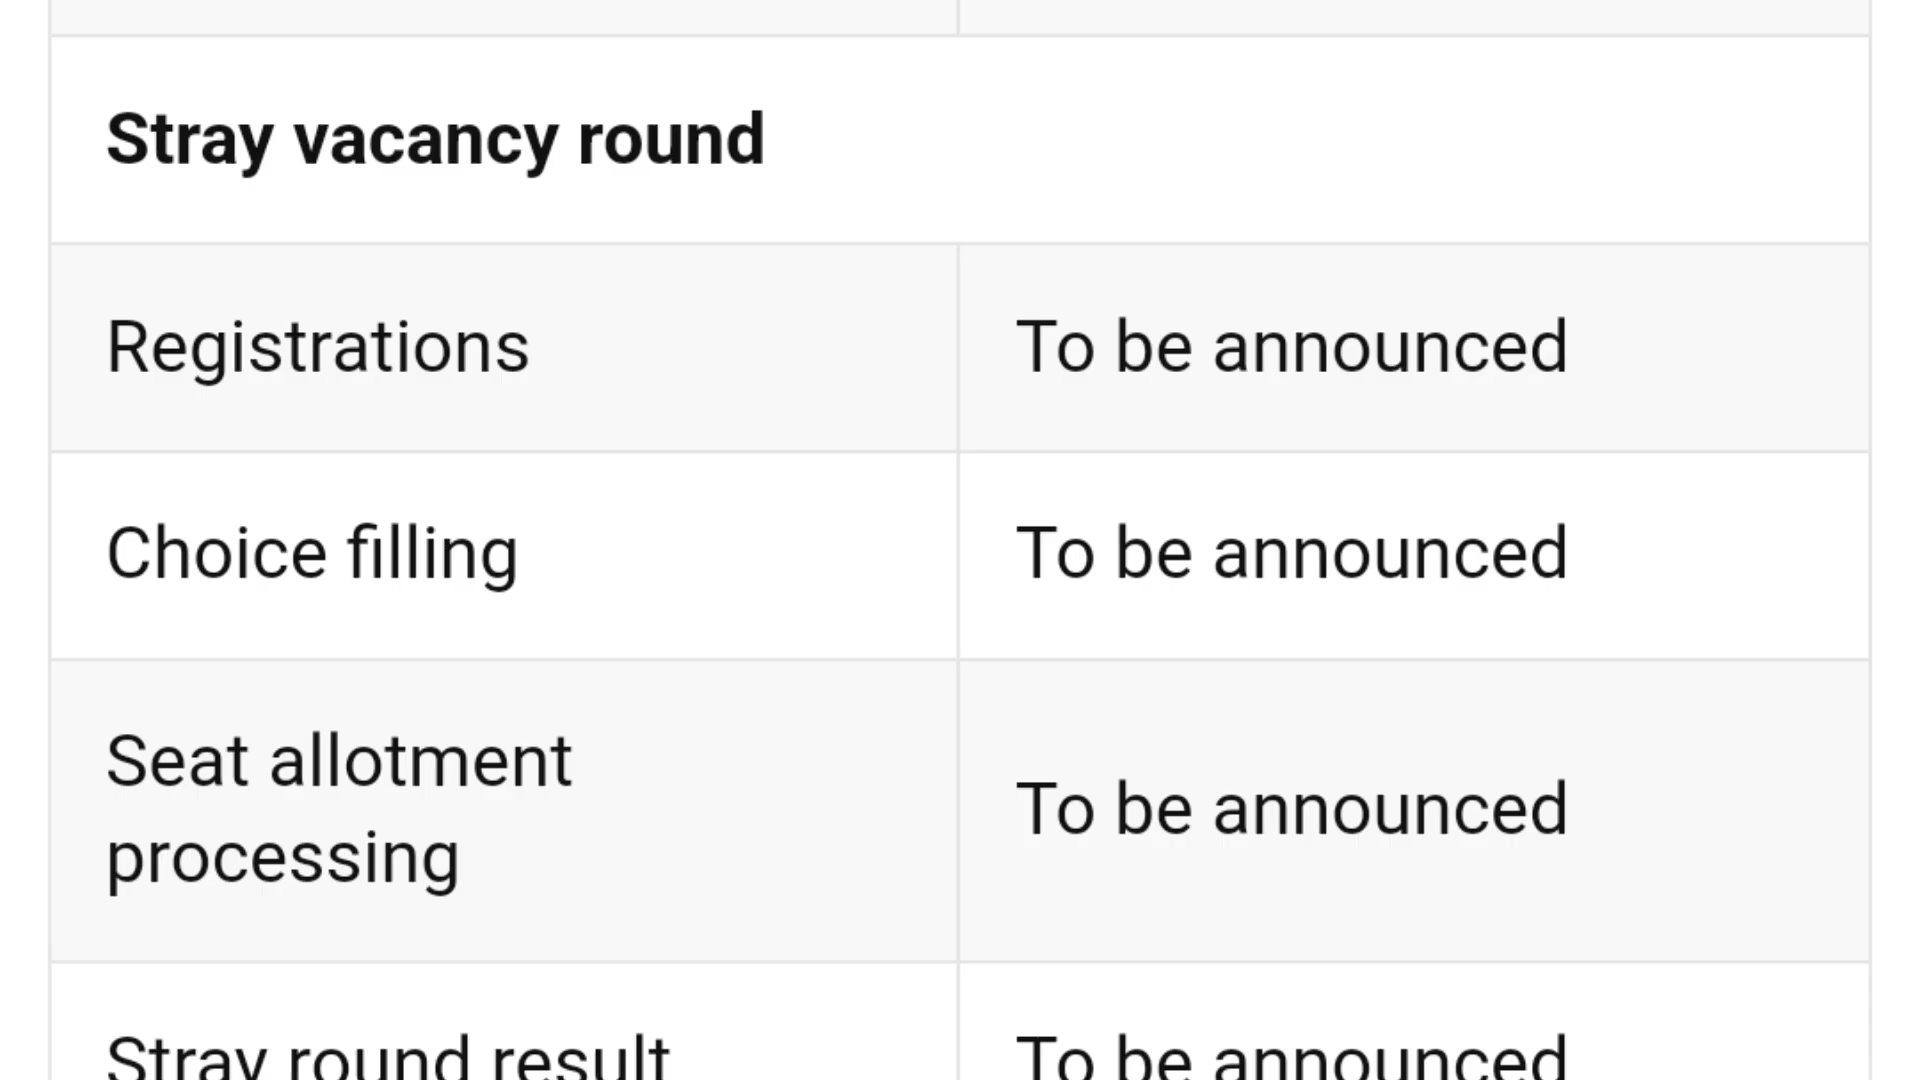 Stray vacancy round
Registrations
To be announced
Choice filling
To be announced
Seat allotment
processing
To be announced
Stray round result
To be announced